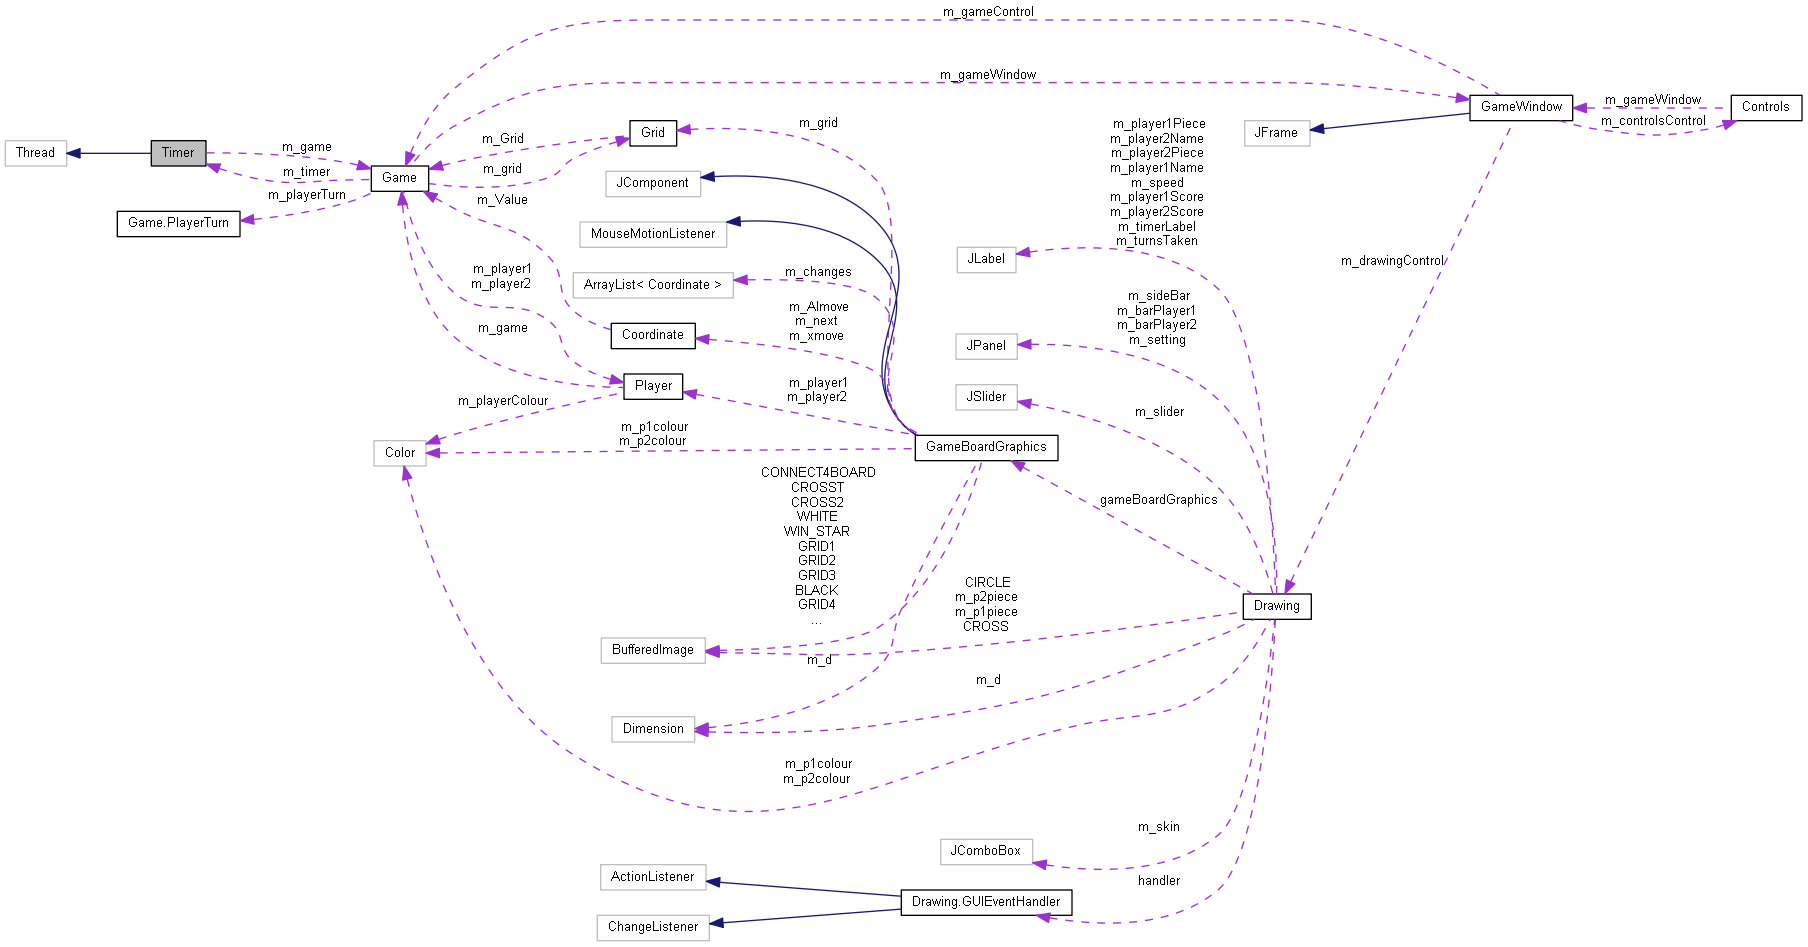 m_gameControl
m_gameWindow
GameWindow
m_gameWindow
m_controlsControl
Controls
JFrame
m_grid
Grid
m_Grid
m_grid
m_player1Piece
m_player2Name
m_player2Piece
m_player1Name
m_speed
m_player1Score
m_player2Score
m_timerLabel
m_turnsTaken
Thread
Timer
m_game
m_timer
m_playerTurn
Game
Game.PlayerTurn
JComponent
m_Value
MouseMotionListener
JLabel
m_drawingControl
m_player1
m_player2
m_changes
ArrayList< Coordinate >
m_AImove
m_next
m_xmove
Coordinate
m_sideBar
m_barPlayer1
m_barPlayer2
m_setting
JPanel
m_game
Player
m_player1
m_player2
JSlider
m_slider
m_playerColour
m_p1colour
m_p2colour
Color
GameBoardGraphics
CONNECT4BOARD
CROSST
CROSS2
WHITE
WIN_STAR
GRID1
GRID2
GRID3
BLACK
GRID4
...
gameBoardGraphics
CIRCLE
m_p2piece
m_p1piece
CROSS
Drawing
BufferedImage
m_d
m_d
Dimension
m_p1colour
m_p2colour
m_skin
JComboBox
handler
ActionListener
Drawing.GUIEventHandler
ChangeListener